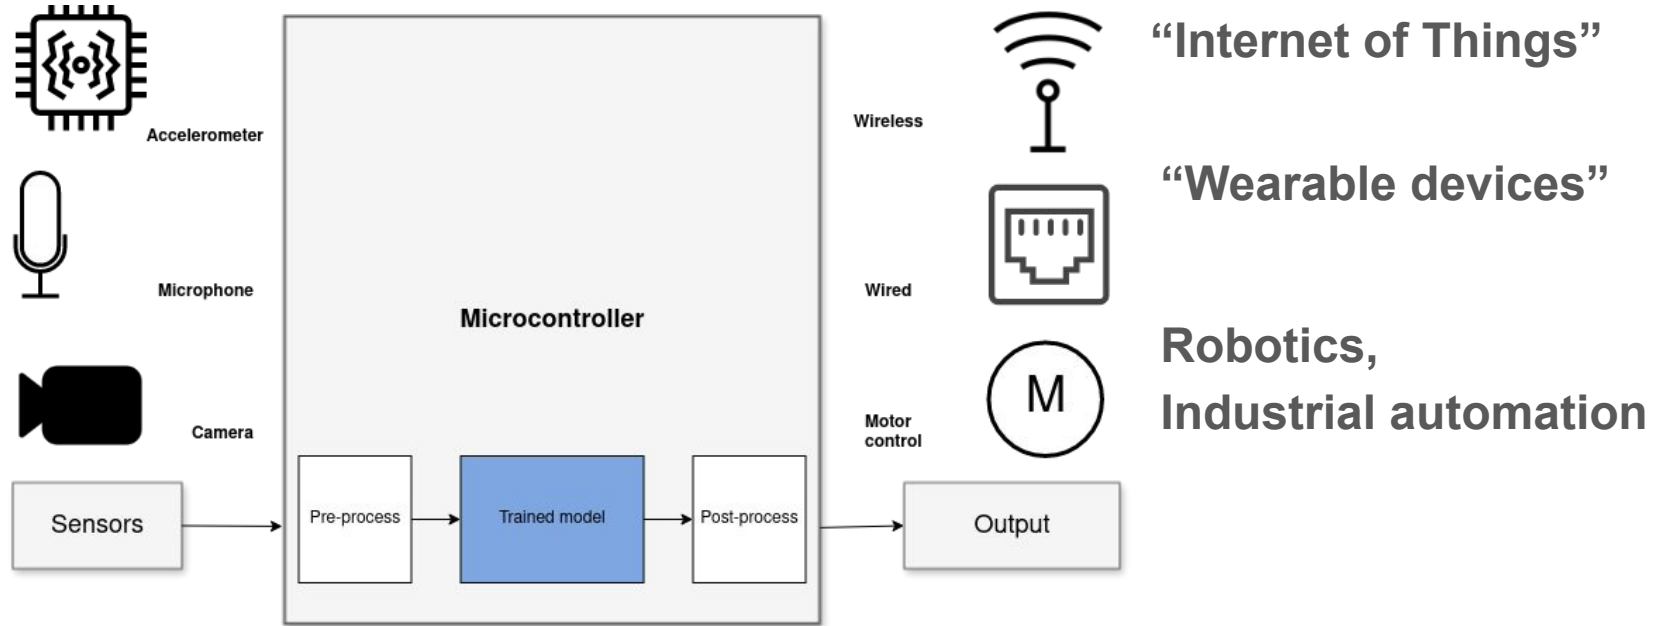 Accelerometer
Microphone
Camera
Sensors
Microcontroller
Pre-process
Trained model
Post-process
Wireless
Wired
Motor
control
M
Output
“Internet of Things”
“Wearable devices”
Robotics,
Industrial automation